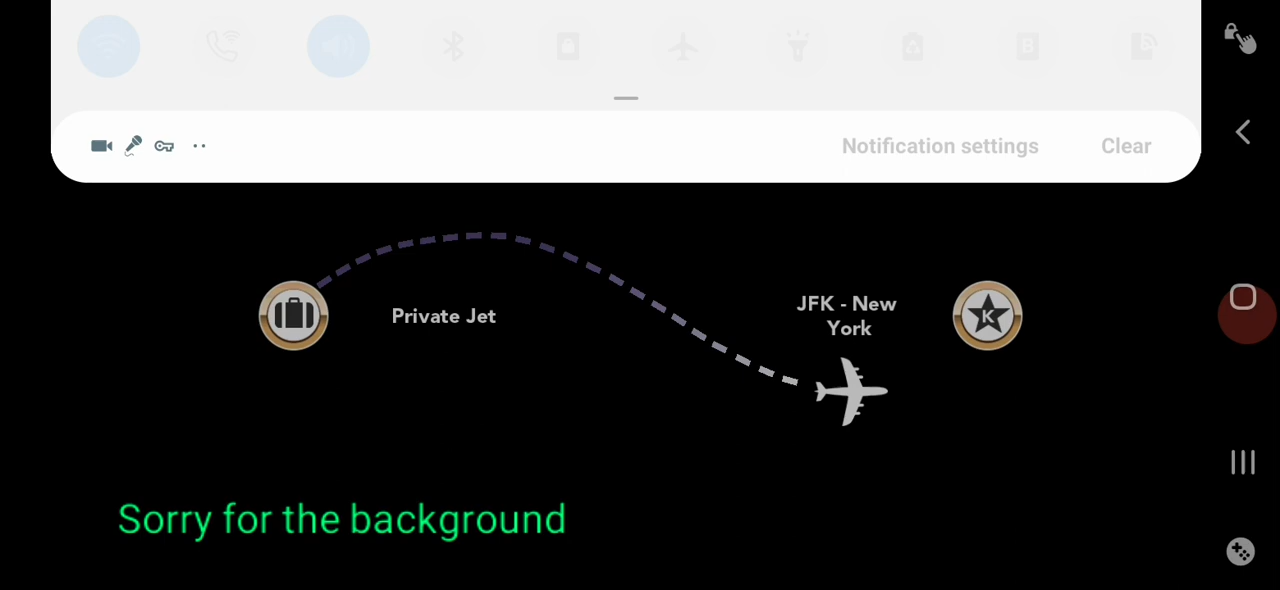 Notification settings
Clear
Private Jet
JFK - New
York
K
Sorry for the background